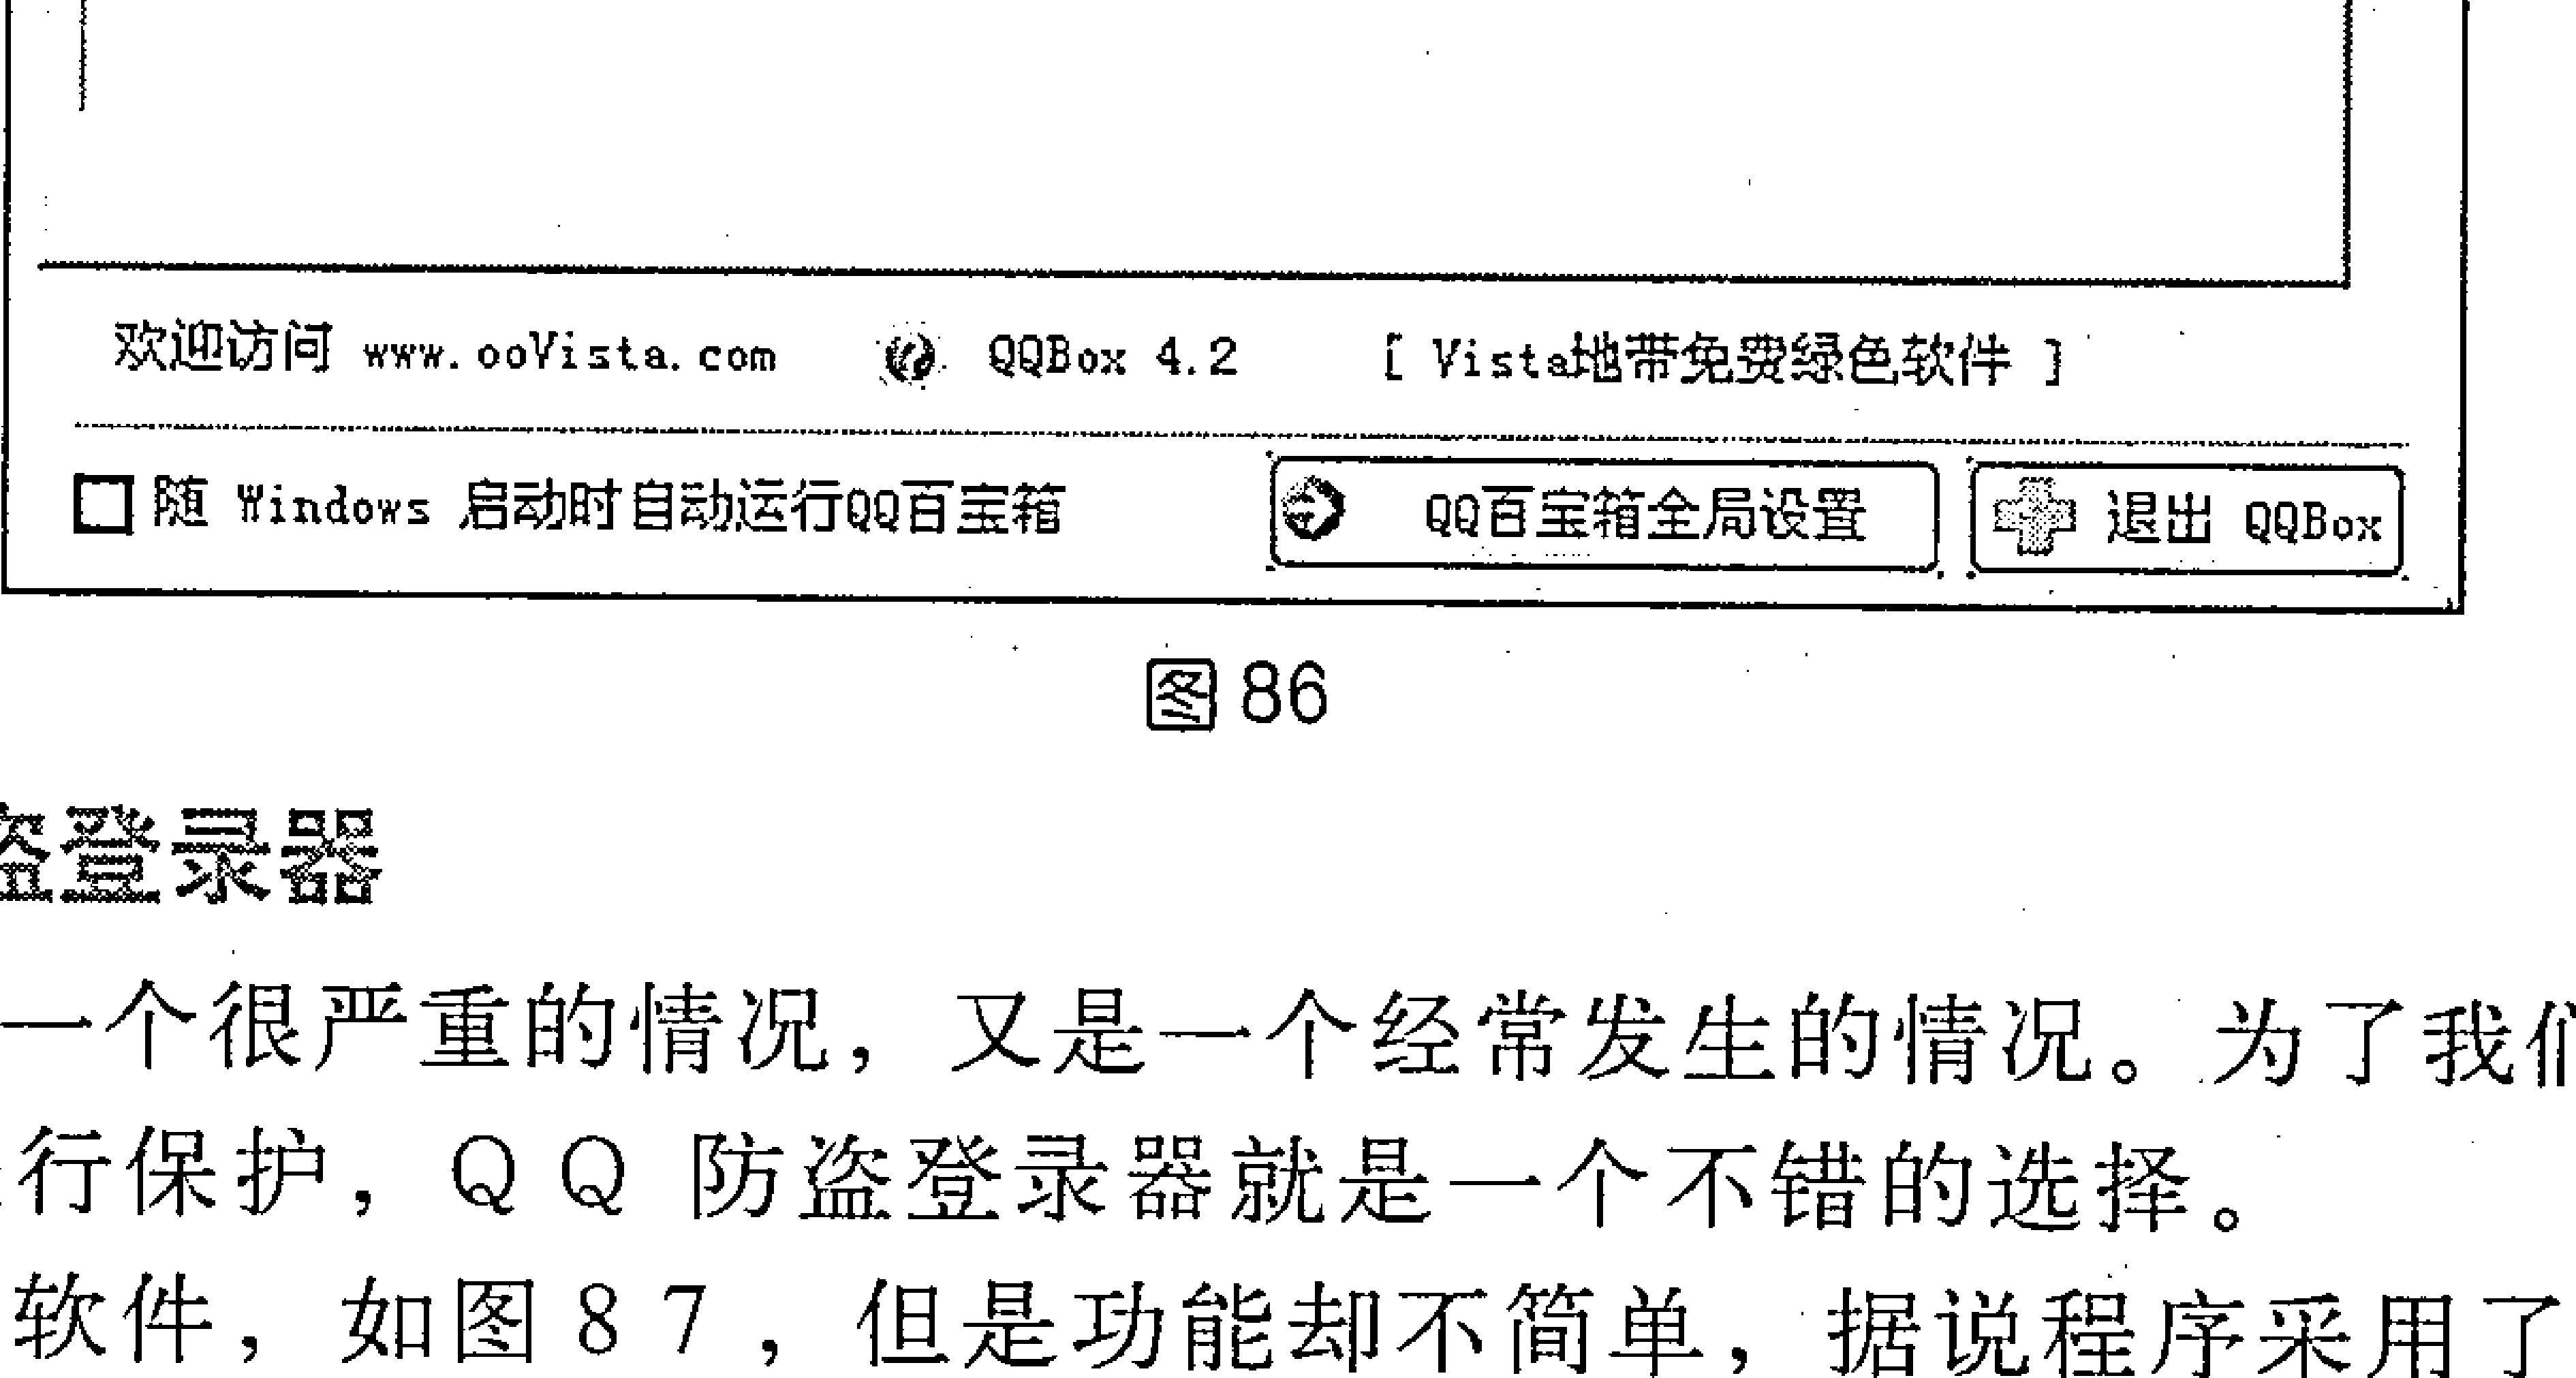 欢迎访问 www.ooVista.com QQBox 4.2 [ Vista地带免费绿色软件 ]
随 Windows 启动时自动运行QQ百宝箱 QQ百宝箱全局设置 退出 QQBox
图 86
盗登录器
一个很严重的情况，又是一个经常发生的情况。为了我们
行保护，QQ 防盗登录器就是一个不错的选择。
软件，如图87，但是功能却不简单，据说程序采用了